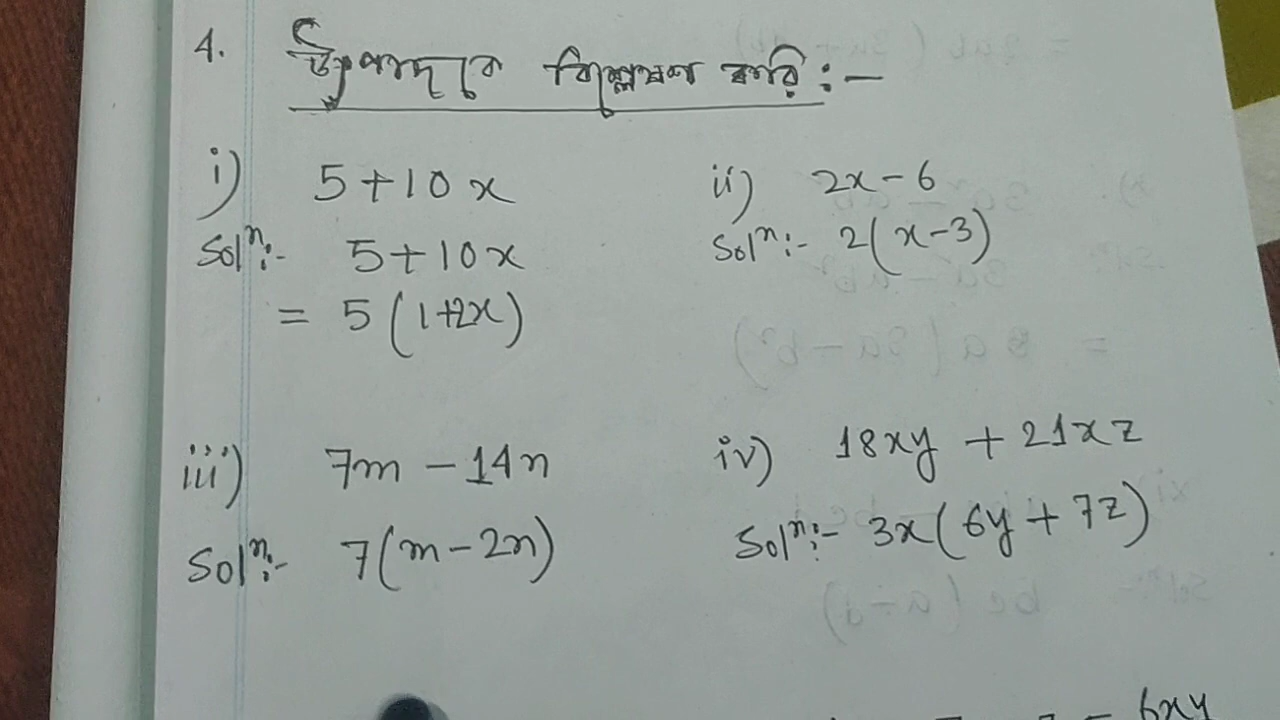 4. উৎপাদকে বিশ্লেষণ করি :—
i) 5+10x
Solⁿ:- 5+10x
= 5(1+2x)
ii) 2x-6
Solⁿ:- 2(x-3)
iii) 7m-14n
Solⁿ:- 7(m-2n)
iv) 18xy+21xz
Solⁿ:- 3x(6y+7z)
6xy